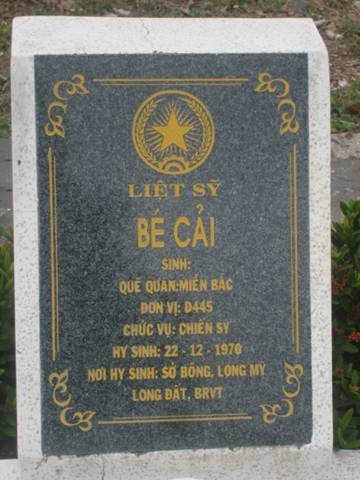 LIỆT SỸ
BÉ CẢI
SINH:
QUÊ QUÁN:MIỀN BẮC
ĐƠN VỊ: D445
CHỨC VỤ: CHIẾN SỸ
HY SINH: 22 - 12 - 1970
NƠI HY SINH: SỞ BÔNG, LONG MỸ
LONG ĐẤT, BRVT